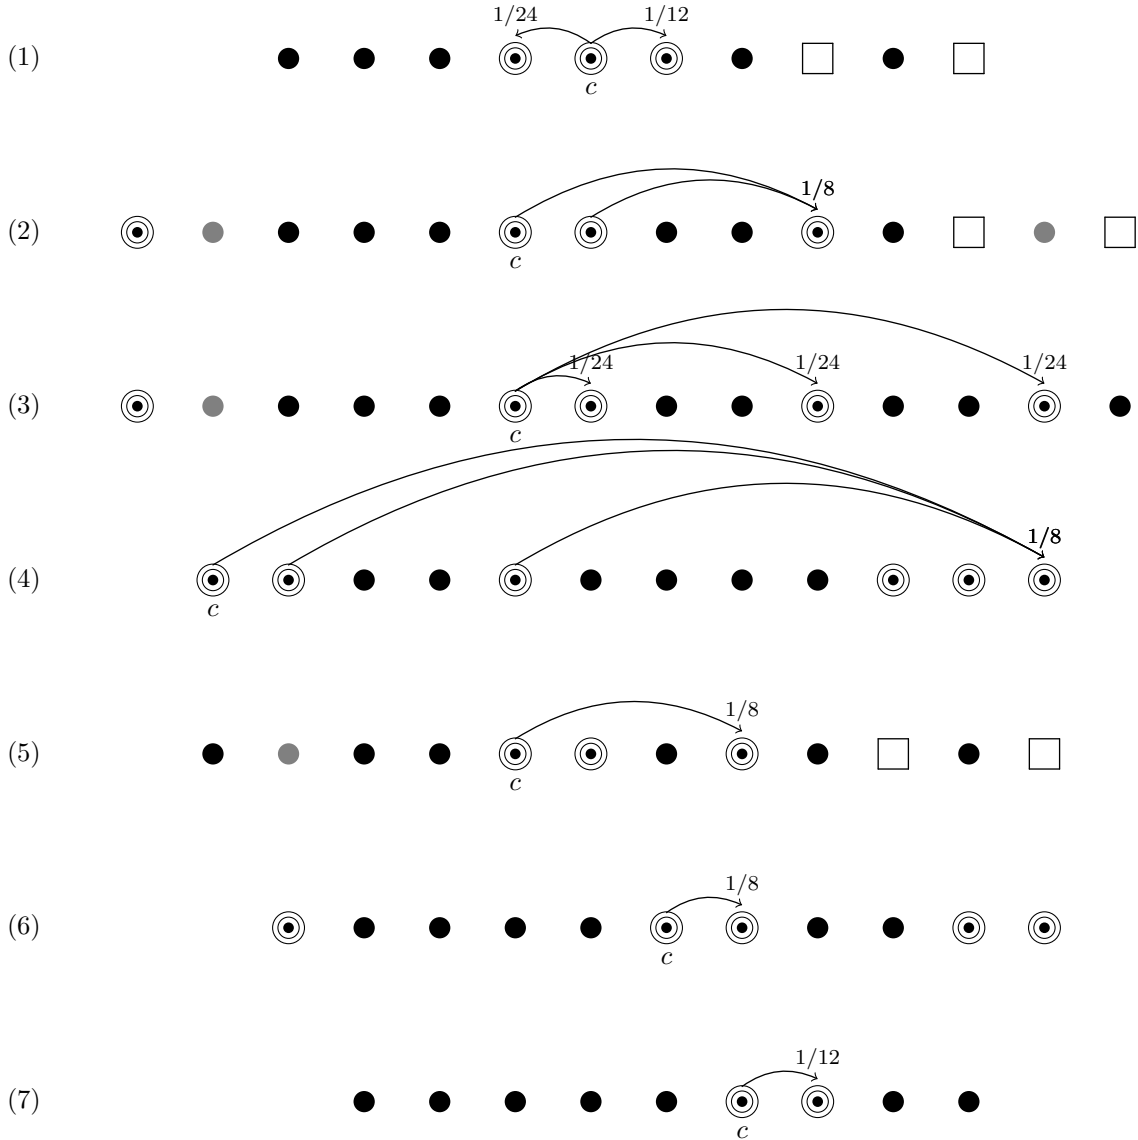 1/24 1/12
(1)
c
1/8
(2)
c
1/24 1/24 1/24
(3)
c
1/8
(4)
c
1/8
(5)
c
1/8
(6)
c
1/12
(7)
c